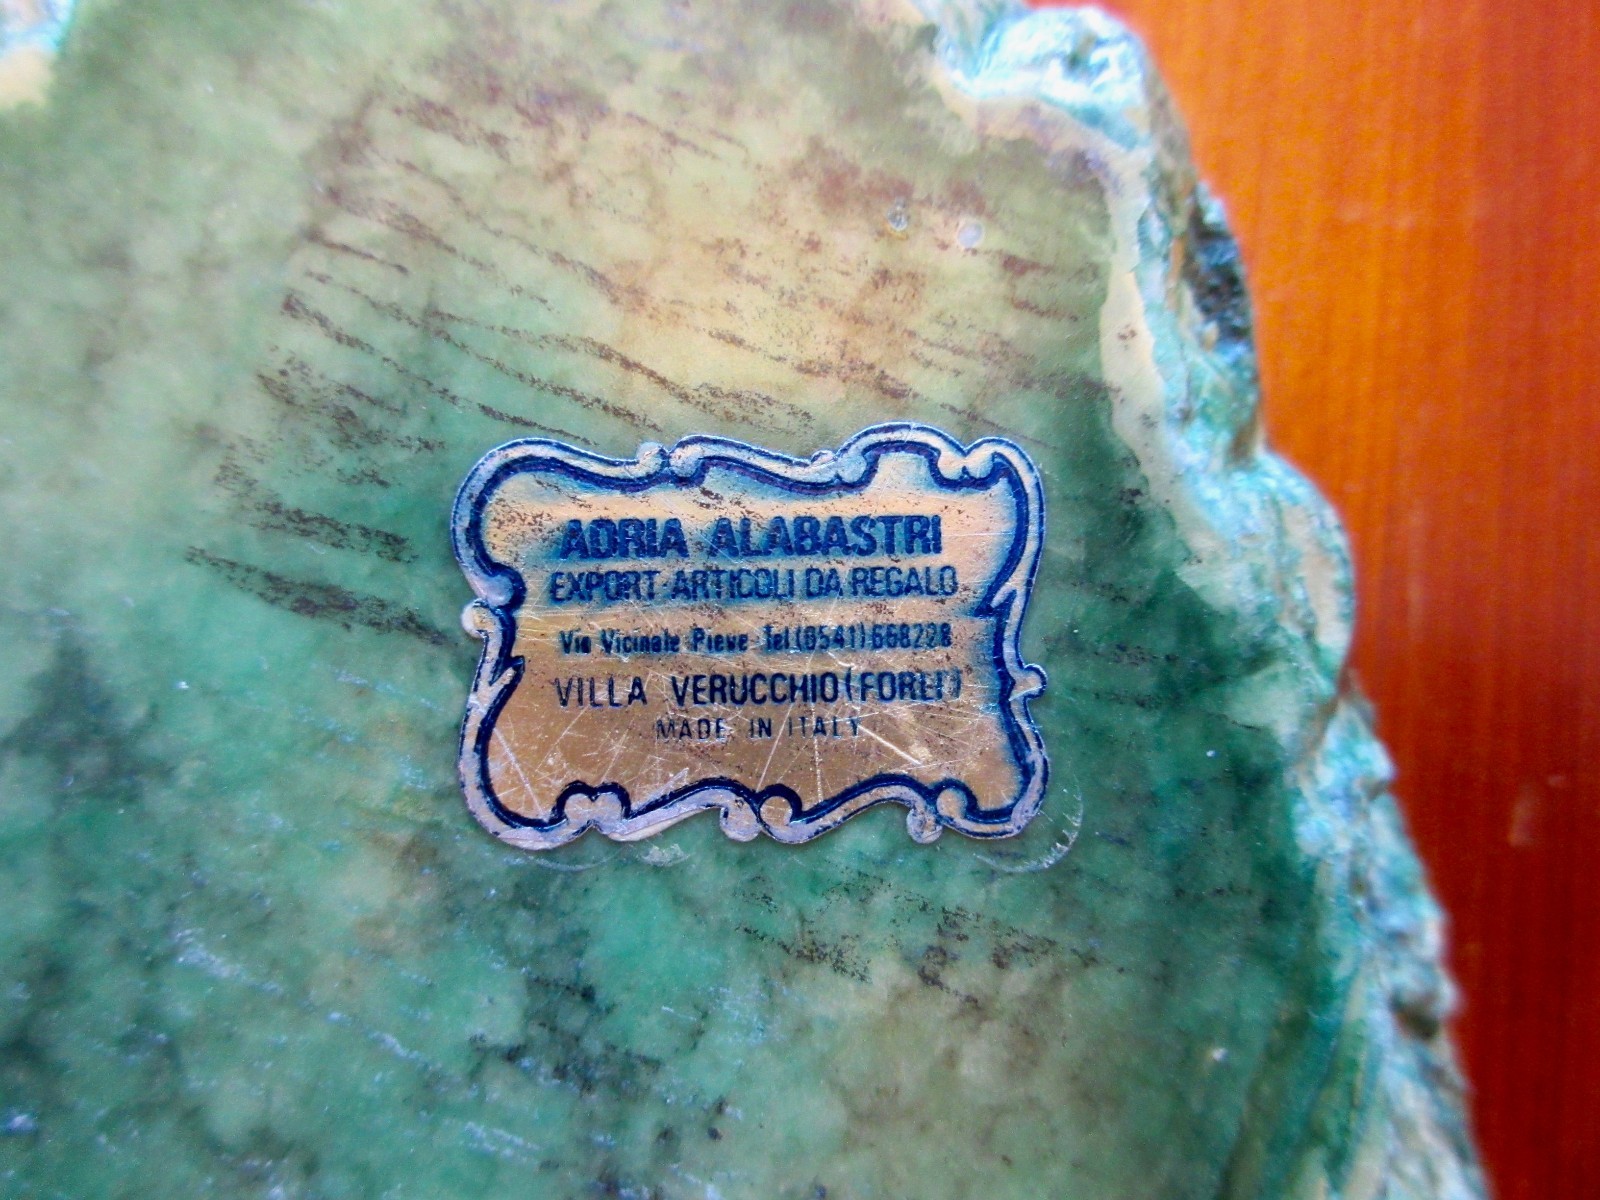 ADRIA ALABASTRI
EXPORT-ARTICOLI DA REGALO
Via Vicinale Pieve - Tel.(0541) 668228
VILLA VERUCCHIO (FORLI')
MADE IN ITALY